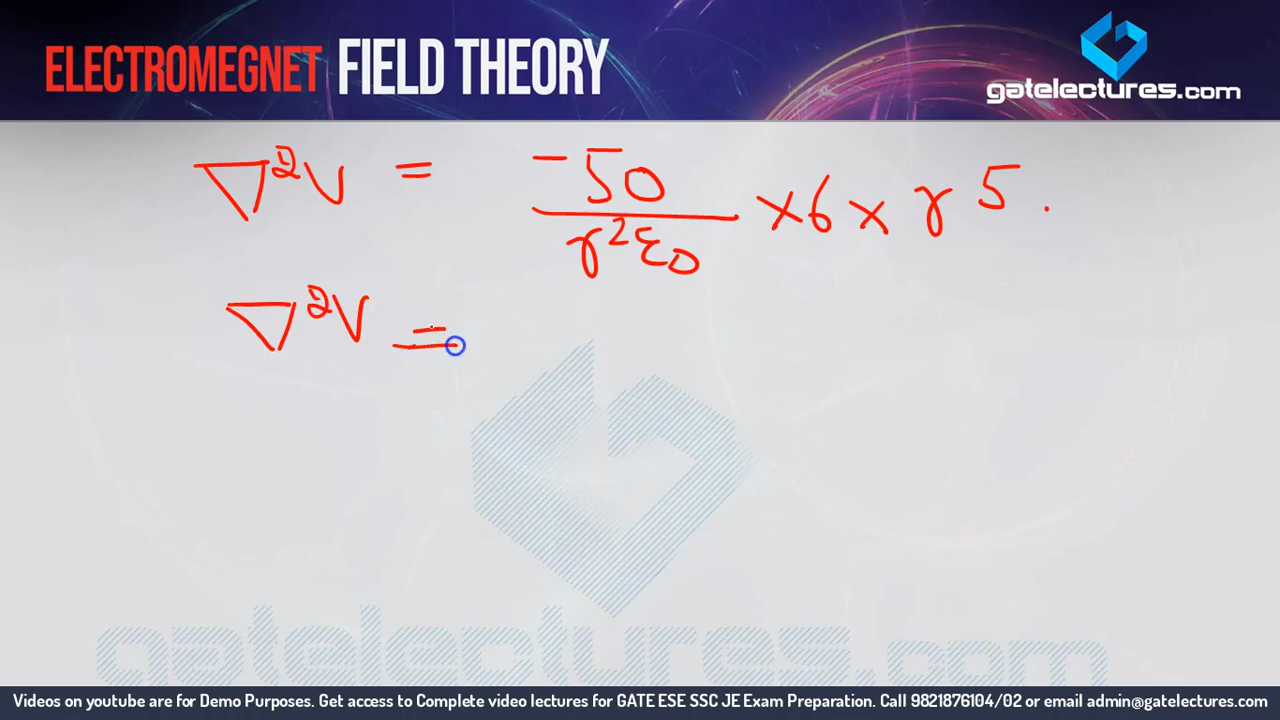 ELECTROMEGNET FIELD THEORY
gatelectures.com
∇²V = -50/r²ε0 × 6 × r⁵.
∇²V =
gatelectures.com
Videos on youtube are for Demo Purposes. Get access to Complete video lectures for GATE ESE SSC JE Exam Preparation. Call 9821876104/02 or email admin@gatelectures.com